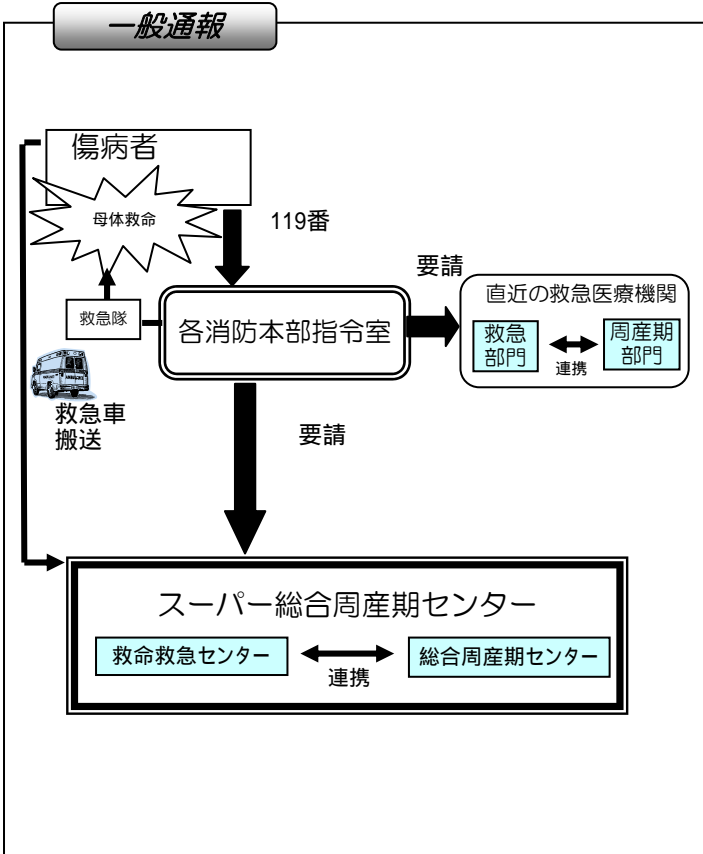 一般通報
傷病者
母体救命
119番
要請
救急隊
各消防本部指令室
直近の救急医療機関
救急
部門
連携
周産期
部門
救急車
搬送
要請
スーパー総合周産期センター
救命救急センター
連携
総合周産期センター